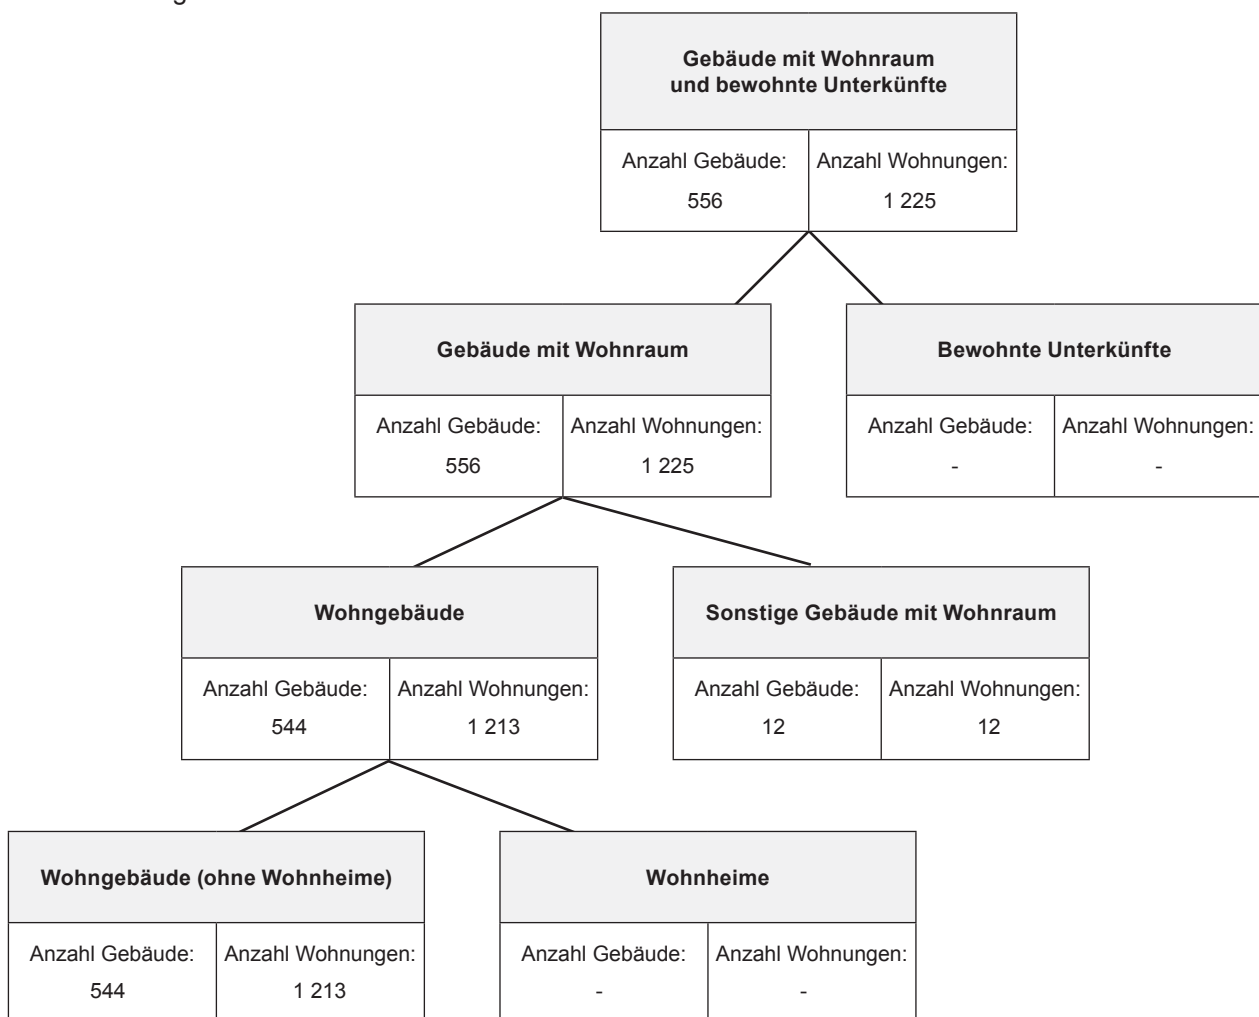 Gebäude mit Wohnraum
und bewohnte Unterkünfte
Anzahl Gebäude: Anzahl Wohnungen:
556 1 225
Gebäude mit Wohnraum
Anzahl Gebäude: Anzahl Wohnungen:
556 1 225
Bewohnte Unterkünfte
Anzahl Gebäude: Anzahl Wohnungen:
- -
Wohngebäude
Anzahl Gebäude: Anzahl Wohnungen:
544 1 213
Sonstige Gebäude mit Wohnraum
Anzahl Gebäude: Anzahl Wohnungen:
12 12
Wohngebäude (ohne Wohnheime)
Anzahl Gebäude: Anzahl Wohnungen:
544 1 213
Wohnheime
Anzahl Gebäude: Anzahl Wohnungen:
- -